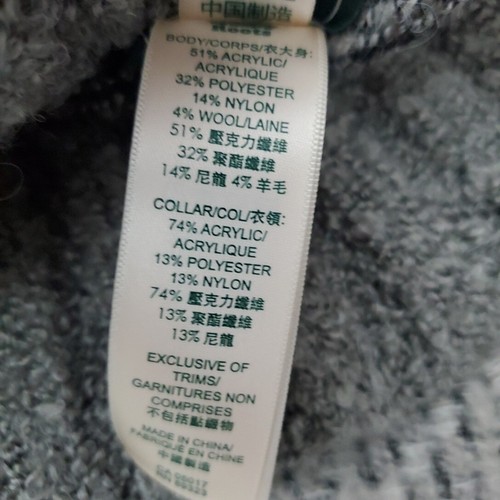 中国制造
Roots
BODY/CORPS/衣大身:
51% ACRYLIC/
ACRYLIQUE
32% POLYESTER
14% NYLON
4% WOOL/LAINE
51% 壓克力纖維
32% 聚酯纖維
14% 尼龍 4% 羊毛
COLLAR/COL/衣領:
74% ACRYLIC/
ACRYLIQUE
13% POLYESTER
13% NYLON
74% 壓克力纖維
13% 聚酯纖維
13% 尼龍
EXCLUSIVE OF
TRIMS/
GARNITURES NON
COMPRISES
不包括點織物
MADE IN CHINA/
FABRIQUÉ EN CHINE
中國製造